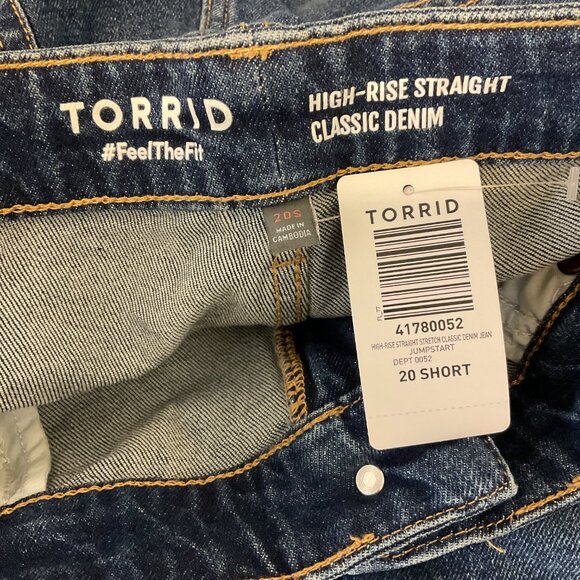 TORRID
#FeelTheFit
HIGH-RISE STRAIGHT
CLASSIC DENIM
20S
MADE IN
CAMBODIA
TORRID
41780052
HIGH-RISE STRAIGHT STRETCH CLASSIC DENIM JEAN
JUMPSTART
DEPT 0052
20 SHORT